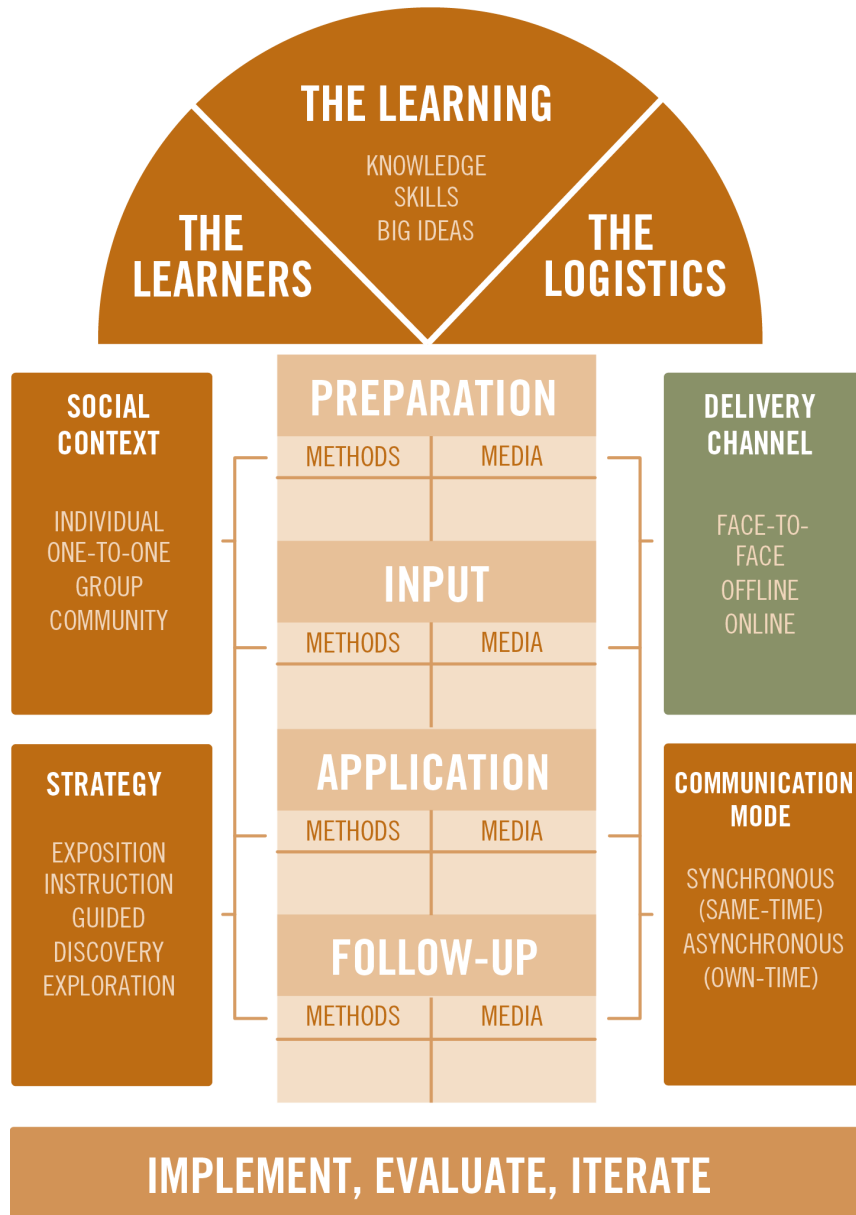 THE LEARNING
KNOWLEDGE
SKILLS
BIG IDEAS
THE
LEARNERS
THE
LOGISTICS
SOCIAL
CONTEXT
INDIVIDUAL
ONE-TO-ONE
GROUP
COMMUNITY
STRATEGY
EXPOSITION
INSTRUCTION
GUIDED
DISCOVERY
EXPLORATION
PREPARATION
METHODS MEDIA
INPUT
METHODS MEDIA
APPLICATION
METHODS MEDIA
FOLLOW-UP
METHODS MEDIA
DELIVERY
CHANNEL
FACE-TO-
FACE
OFFLINE
ONLINE
COMMUNICATION
MODE
SYNCHRONOUS
(SAME-TIME)
ASYNCHRONOUS
(OWN-TIME)
IMPLEMENT, EVALUATE, ITERATE